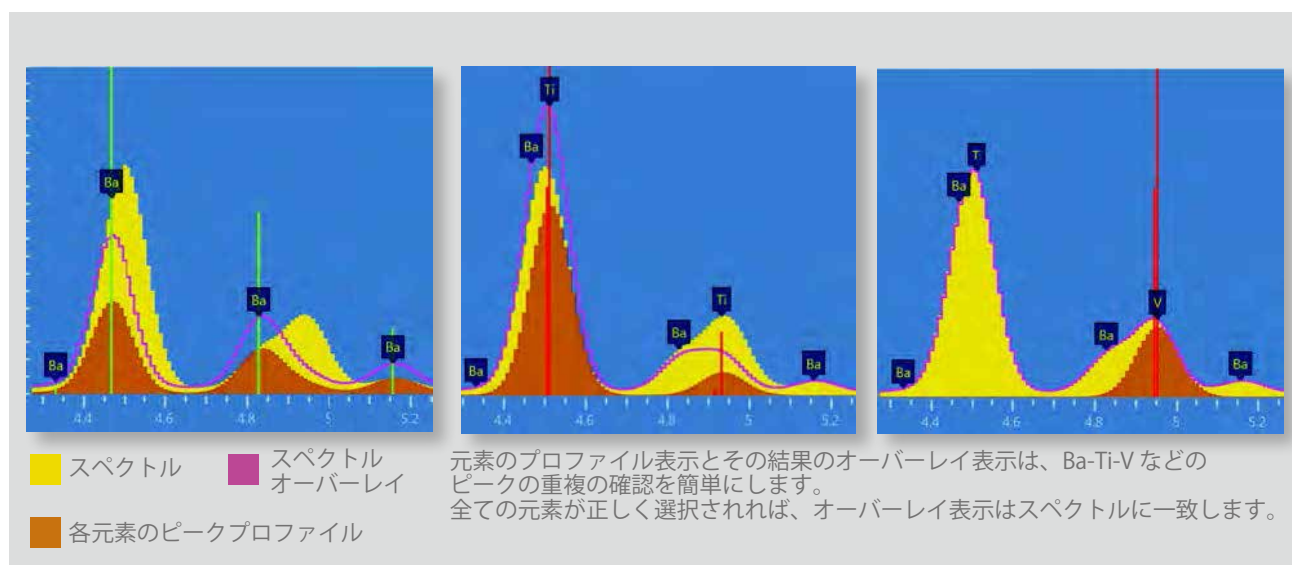 Ba
Ba
Ba
Ba
4.4 4.6 4.8 5 5.2
Ti
Ba
Ba
Ti
Ba
Ba
4.4 4.6 4.8 5 5.2
Ti
Ba
Ba
V
Ba
Ba
4.4 4.6 4.8 5 5.2
スペクトル
スペクトル
オーバーレイ
各元素のピークプロファイル
元素のプロファイル表示とその結果のオーバーレイ表示は、Ba-Ti-V などの
ピークの重複の確認を簡単にします。
全ての元素が正しく選択されれば、オーバーレイ表示はスペクトルに一致します。